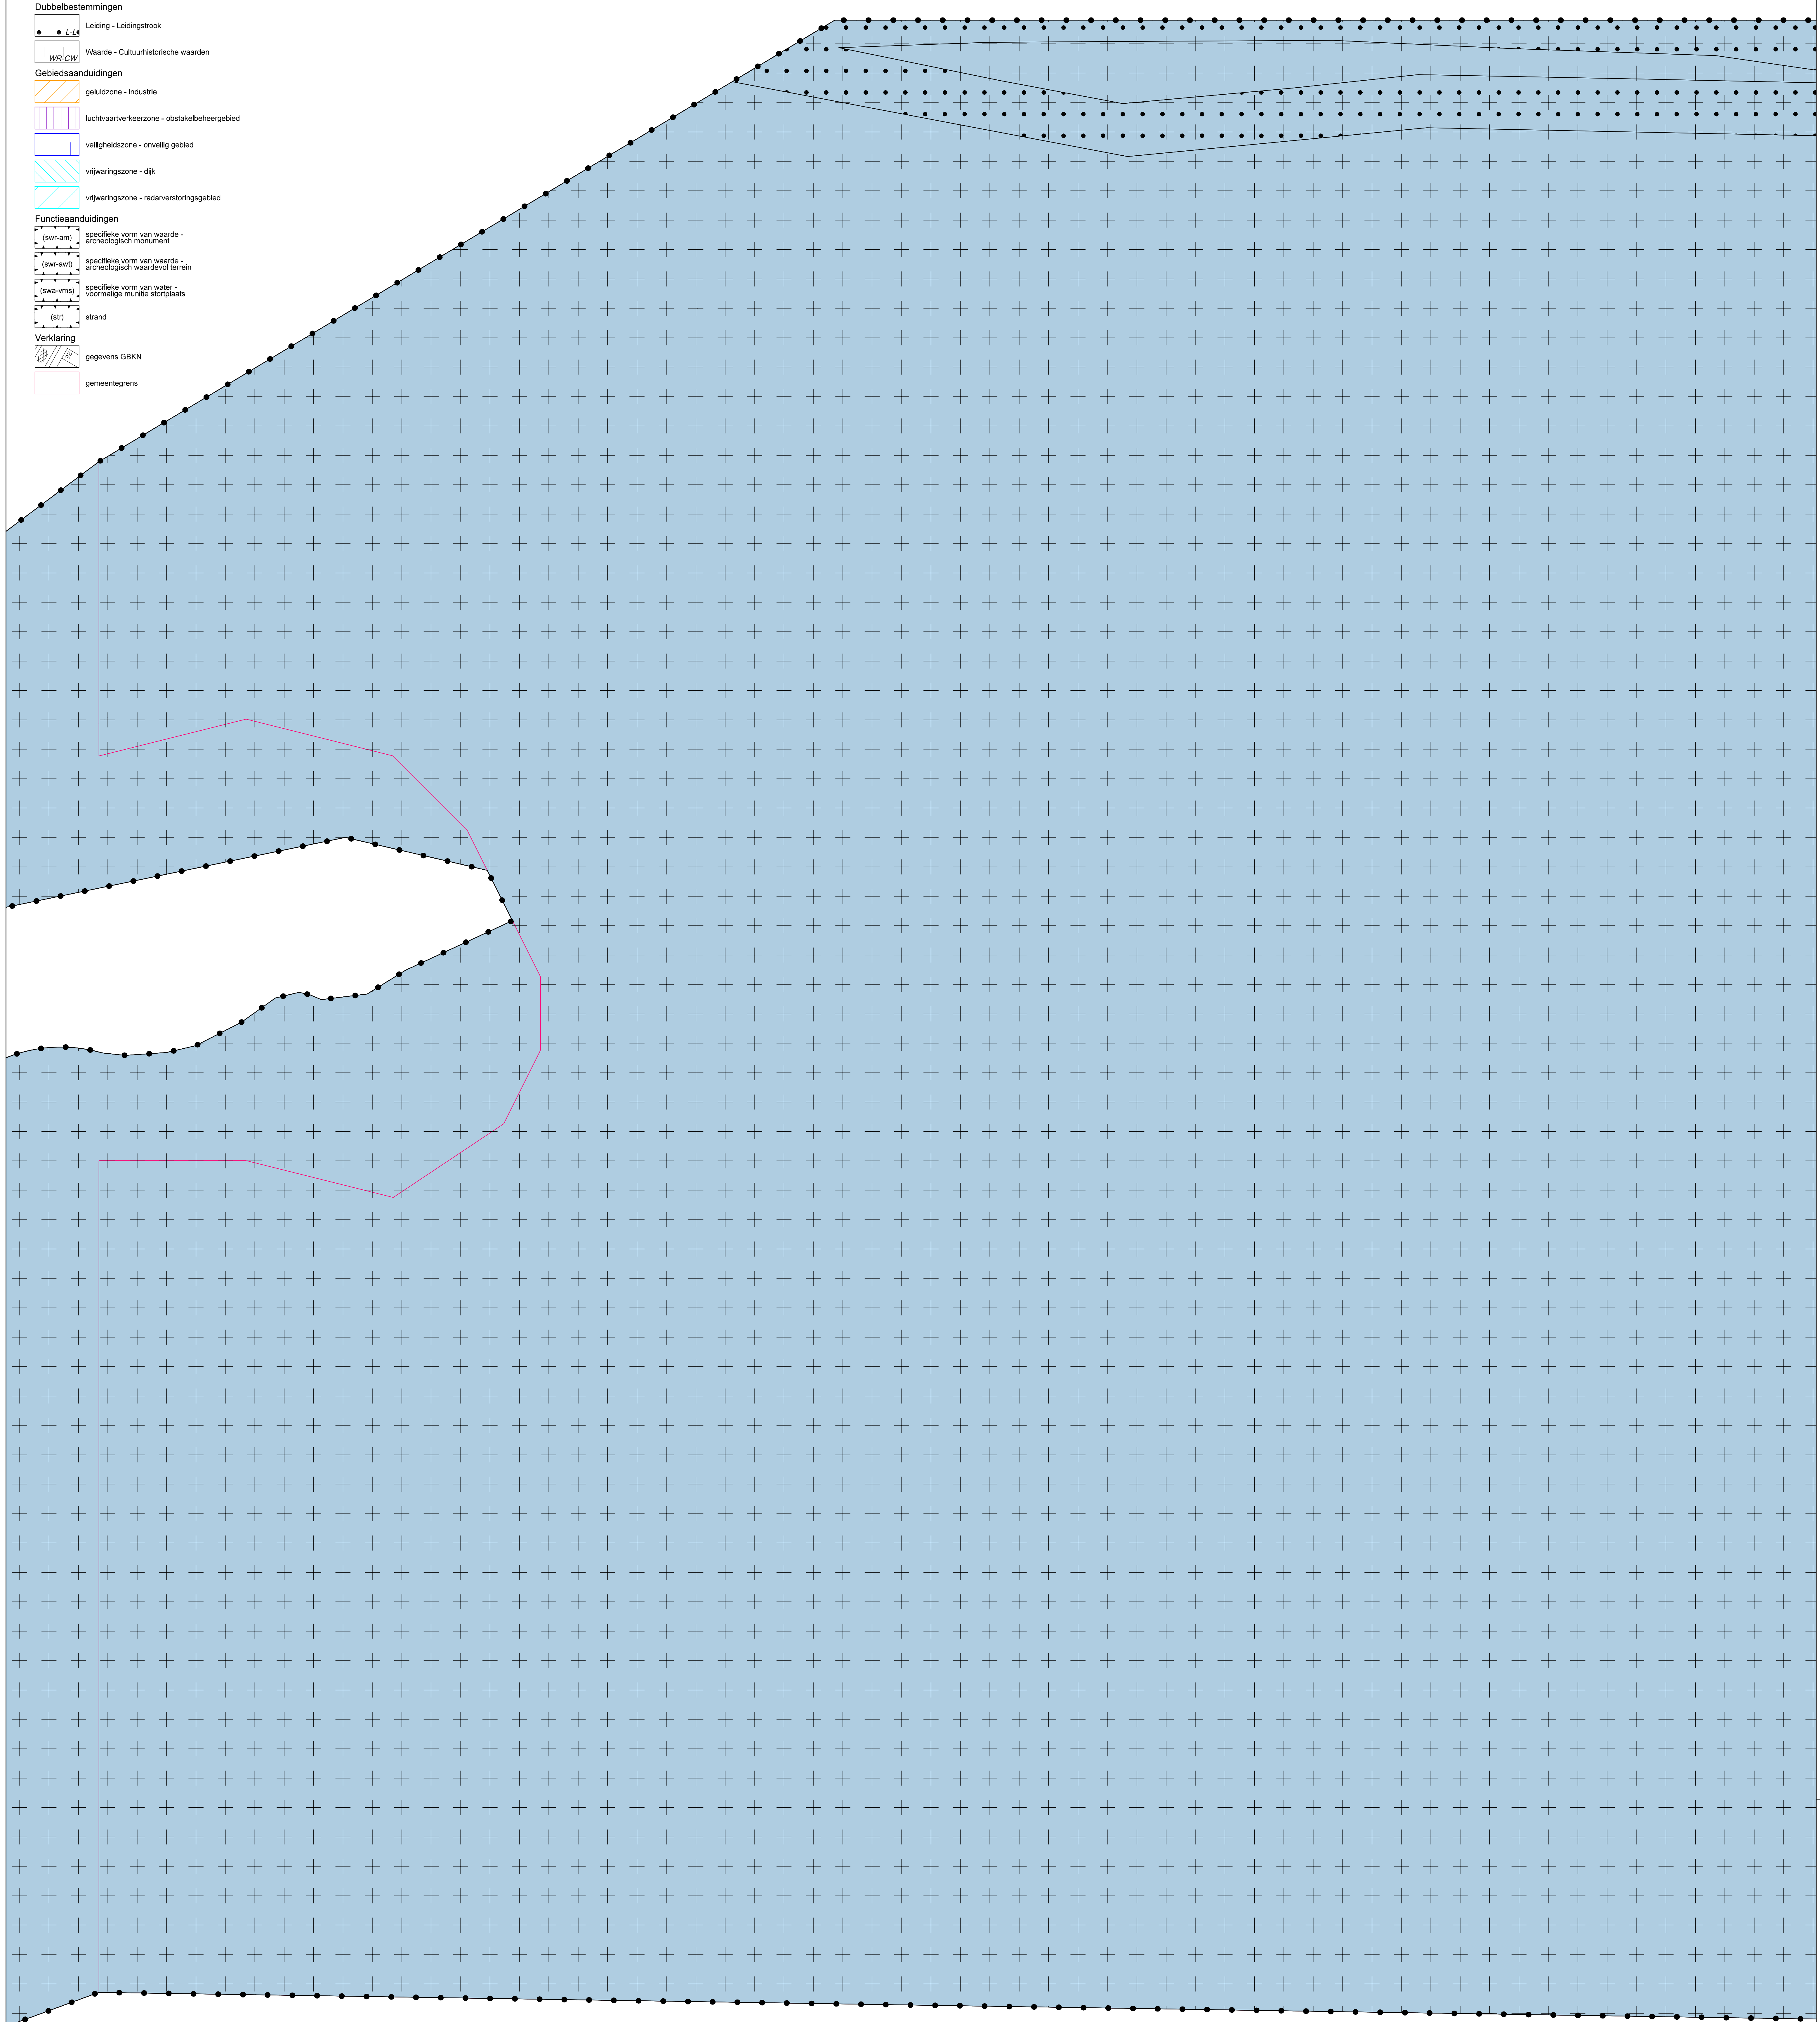 Dubbelbestemmingen
L-L
Leiding - Leidingstrook
WR-CW
Waarde - Cultuurhistorische waarden
Gebiedsaanduidingen
geluidzone - industrie
luchtvaartverkeerzone - obstakelbeheergebied
veiligheidszone - onveilig gebied
vrijwaringszone - dijk
vrijwaringszone - radarverstoringsgebied
Functieaanduidingen
(swr-am)
specifieke vorm van waarde -
archeologisch monument
(swr-awt)
specifieke vorm van waarde -
archeologisch waardevol terrein
(swa-vms)
specifieke vorm van water -
voormalige munitie stortplaats
(str)
strand
Verklaring
gegevens GBKN
gemeentegrens